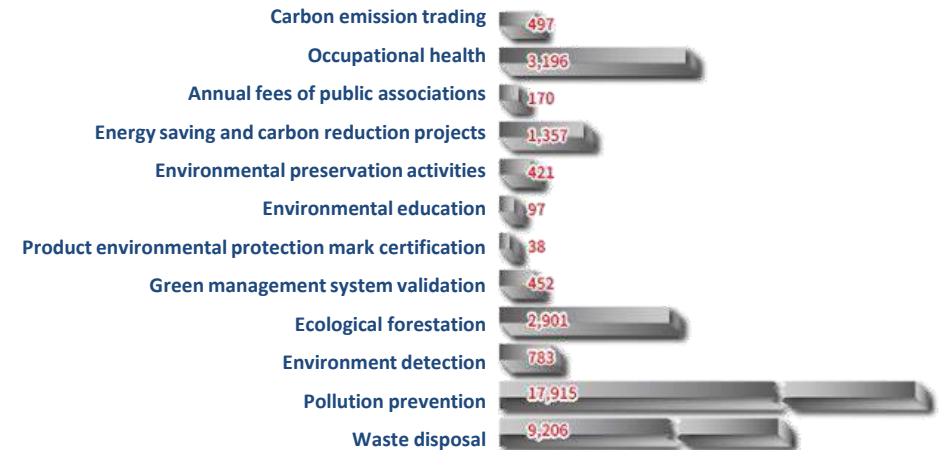 Carbon emission trading 497
Occupational health 3,196
Annual fees of public associations 170
Energy saving and carbon reduction projects 1,357
Environmental preservation activities 421
Environmental education 97
Product environmental protection mark certification 38
Green management system validation 452
Ecological forestation 2,901
Environment detection 783
Pollution prevention 17,915
Waste disposal 9,206